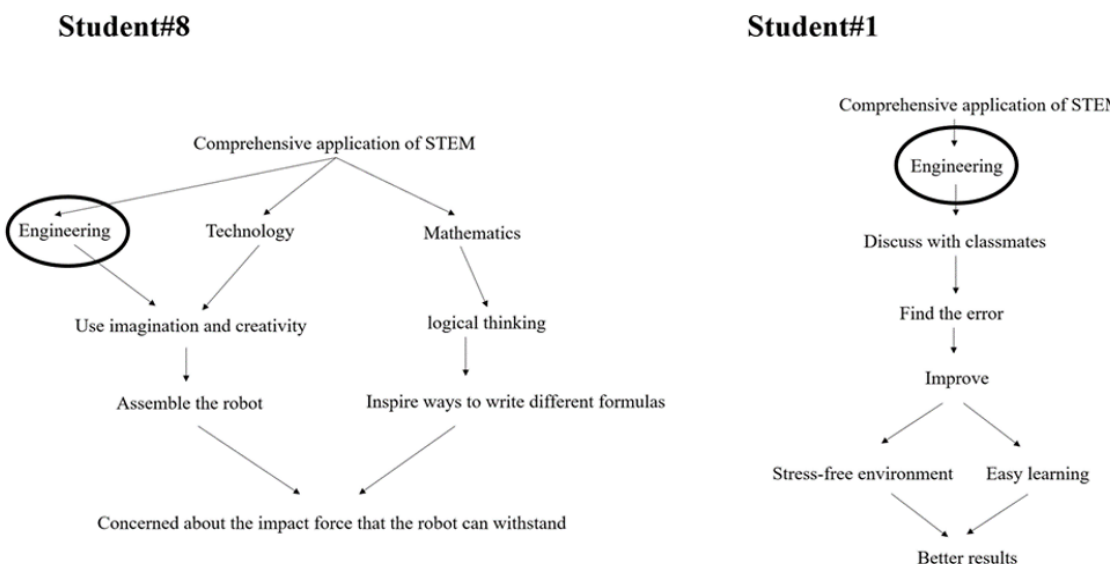 Student#8
Comprehensive application of STEM
Engineering
Technology
Mathematics
Use imagination and creativity
logical thinking
Assemble the robot
Inspire ways to write different formulas
Concerned about the impact force that the robot can withstand
Student#1
Comprehensive application of STEM
Engineering
Discuss with classmates
Find the error
Improve
Stress-free environment
Easy learning
Better results